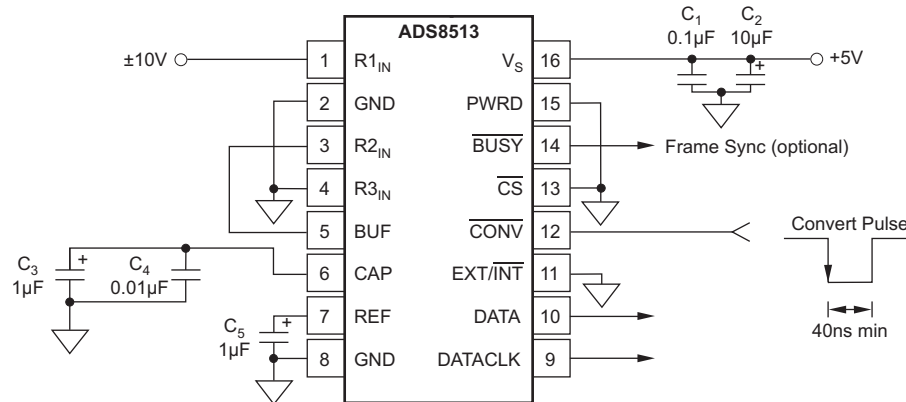 ADS8513
±10V
1 R1IN
2 GND
3 R2IN
4 R3IN
5 BUF
6 CAP
7 REF
8 GND
VS 16
PWRD 15
BUSY 14
CS 13
CONV 12
EXT/INT 11
DATA 10
DATACLK 9
C1
0.1µF
C2
10µF
+
+5V
Frame Sync (optional)
Convert Pulse
40ns min
C3
1µF
+
C4
0.01µF
C5
1µF
+